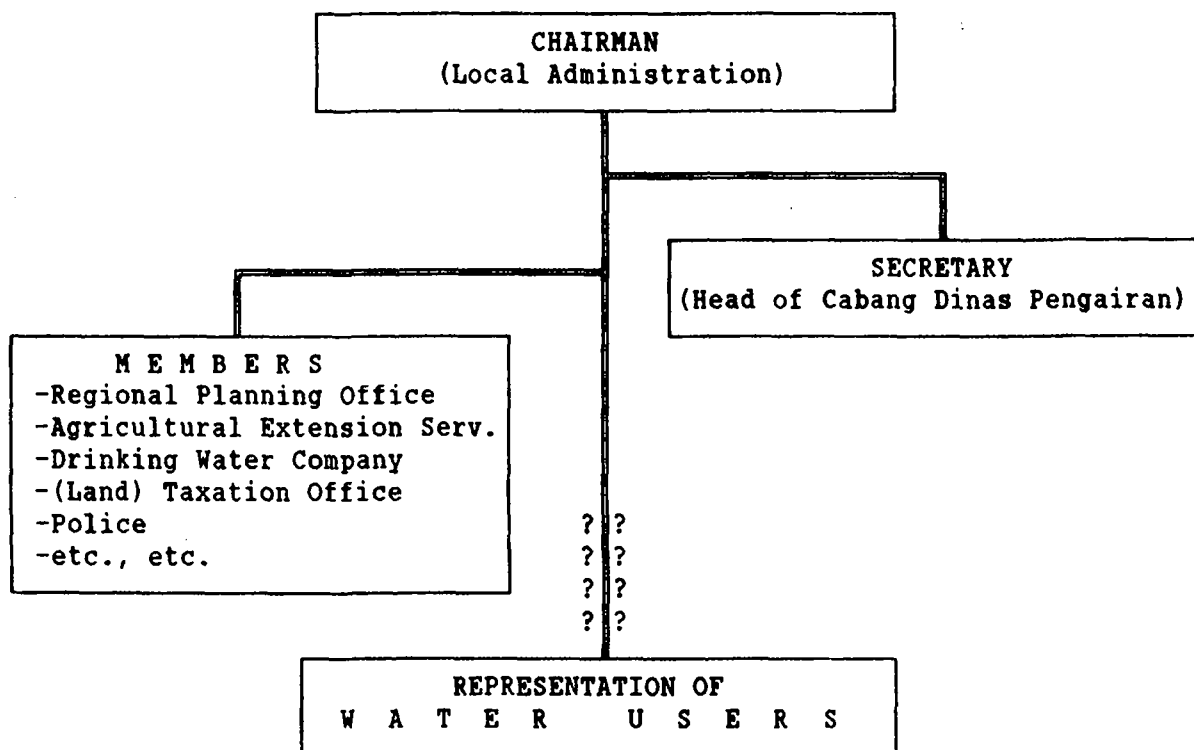 CHAIRMAN
(Local Administration)
SECRETARY
(Head of Cabang Dinas Pengairan)
M E M B E R S
-Regional Planning Office
-Agricultural Extension Serv.
-Drinking Water Company
-(Land) Taxation Office
-Police
-etc., etc.
? ?
? ?
? ?
? ?
REPRESENTATION OF
W A T E R U S E R S